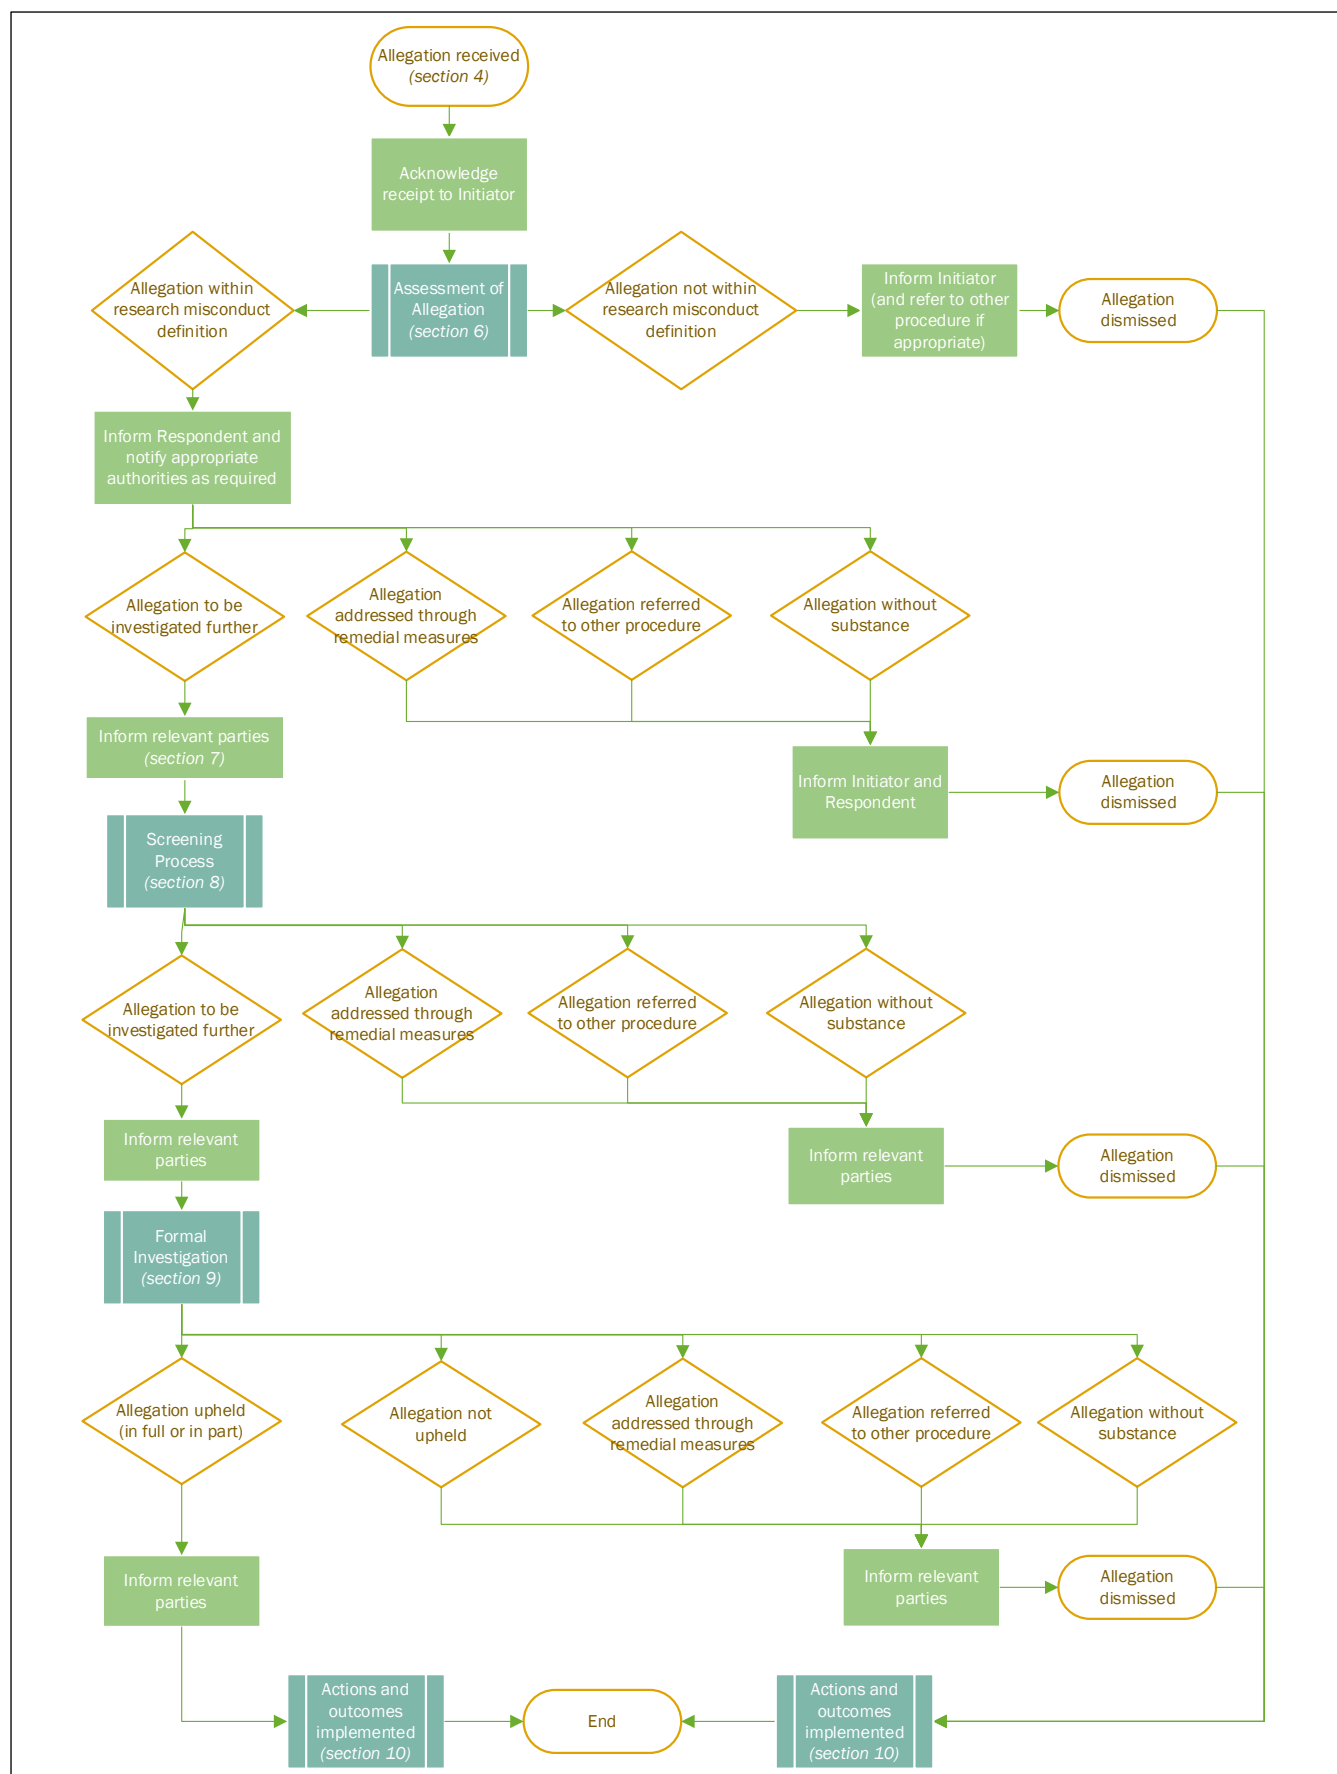 Allegation received
(section 4)
Acknowledge
receipt to Initiator
Allegation within
research misconduct
definition
Assessment of
Allegation
(section 6)
Allegation not within
research misconduct
definition
Inform Initiator
(and refer to other
procedure if
appropriate)
Allegation
dismissed
Inform Respondent and
notify appropriate
authorities as required
Allegation to be
investigated further
Allegation
addressed through
remedial measures
Allegation referred
to other procedure
Allegation without
substance
Inform relevant parties
(section 7)
Inform Initiator and
Respondent
Allegation
dismissed
Screening
Process
(section 8)
Allegation to be
investigated further
Allegation
addressed through
remedial measures
Allegation referred
to other procedure
Allegation without
substance
Inform relevant
parties
Inform relevant
parties
Allegation
dismissed
Formal
Investigation
(section 9)
Allegation upheld
(in full or in part)
Allegation not
upheld
Allegation
addressed through
remedial measures
Allegation referred
to other procedure
Allegation without
substance
Inform relevant
parties
Inform relevant
parties
Allegation
dismissed
Actions and
outcomes
implemented
(section 10)
End
Actions and
outcomes
implemented
(section 10)